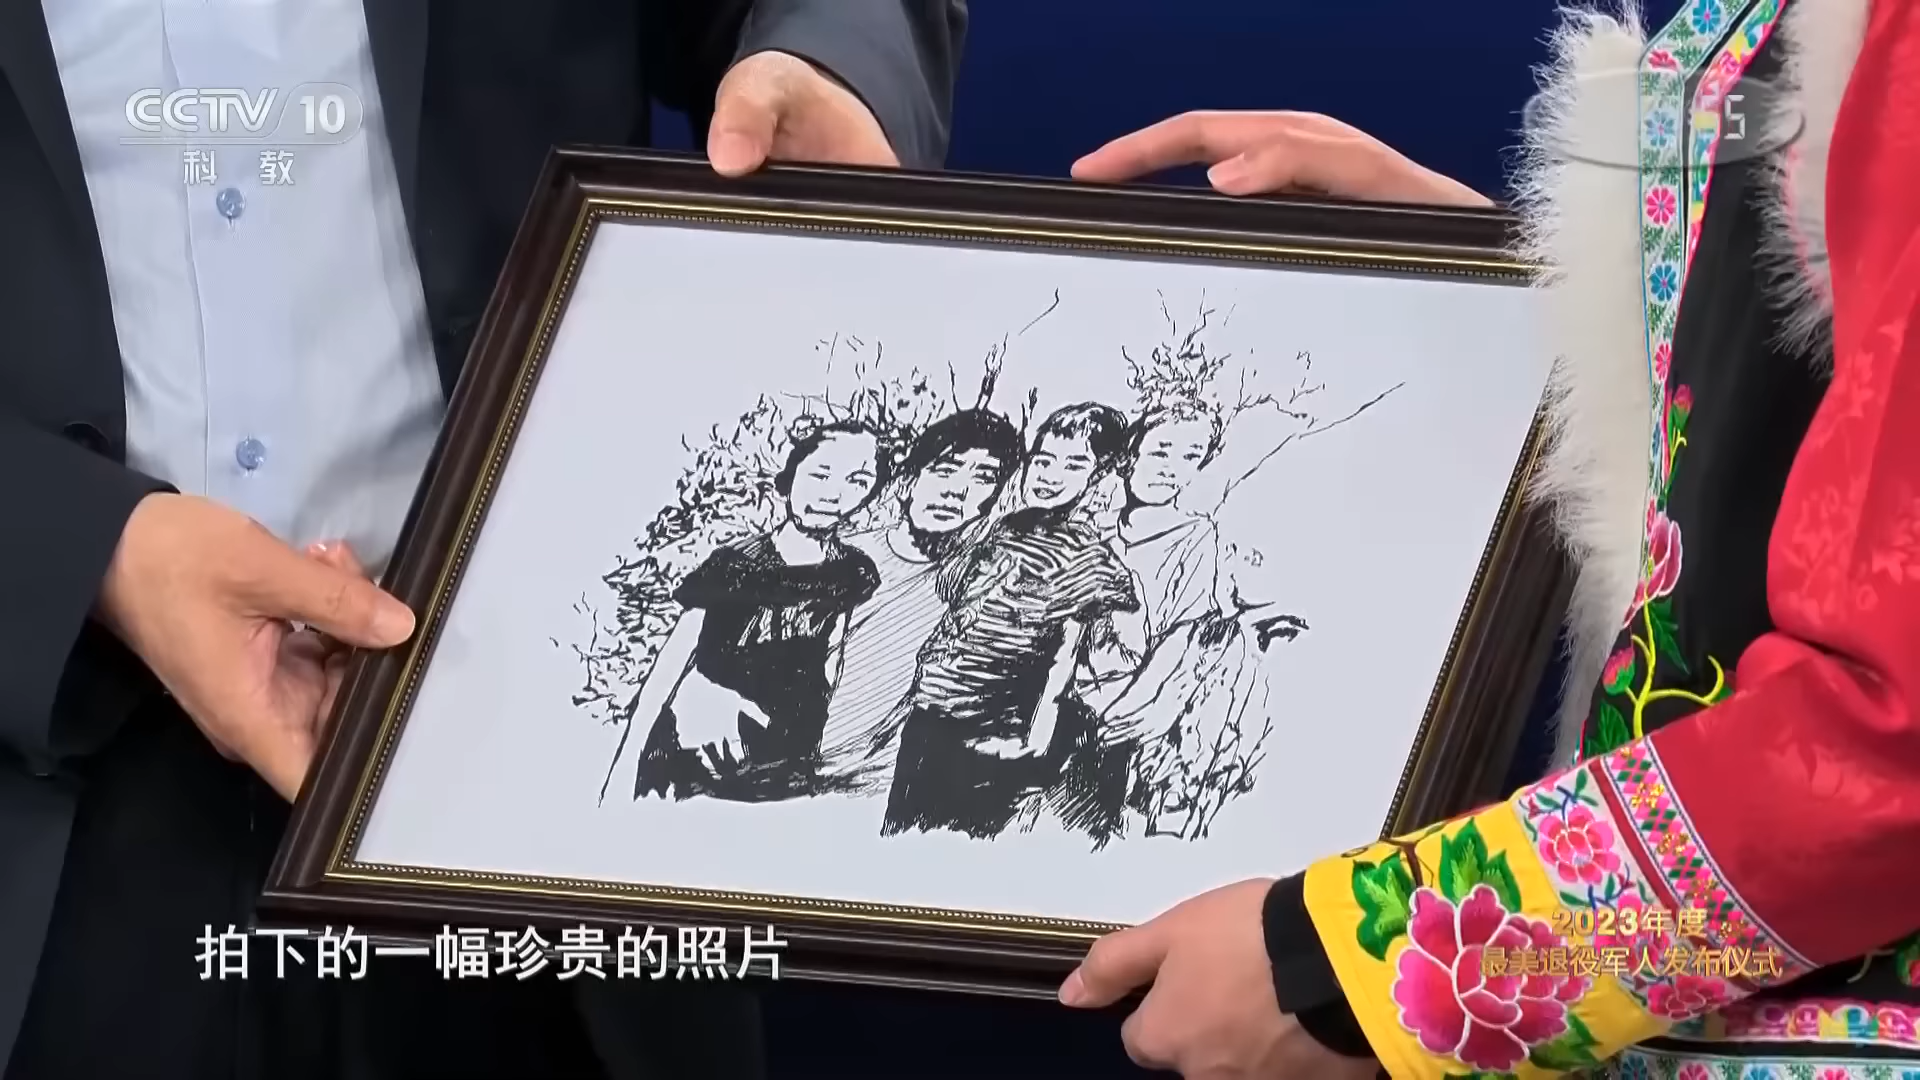 CCTV 10
科教
拍下的一幅珍贵的照片
2023年度
最美退役军人发布仪式